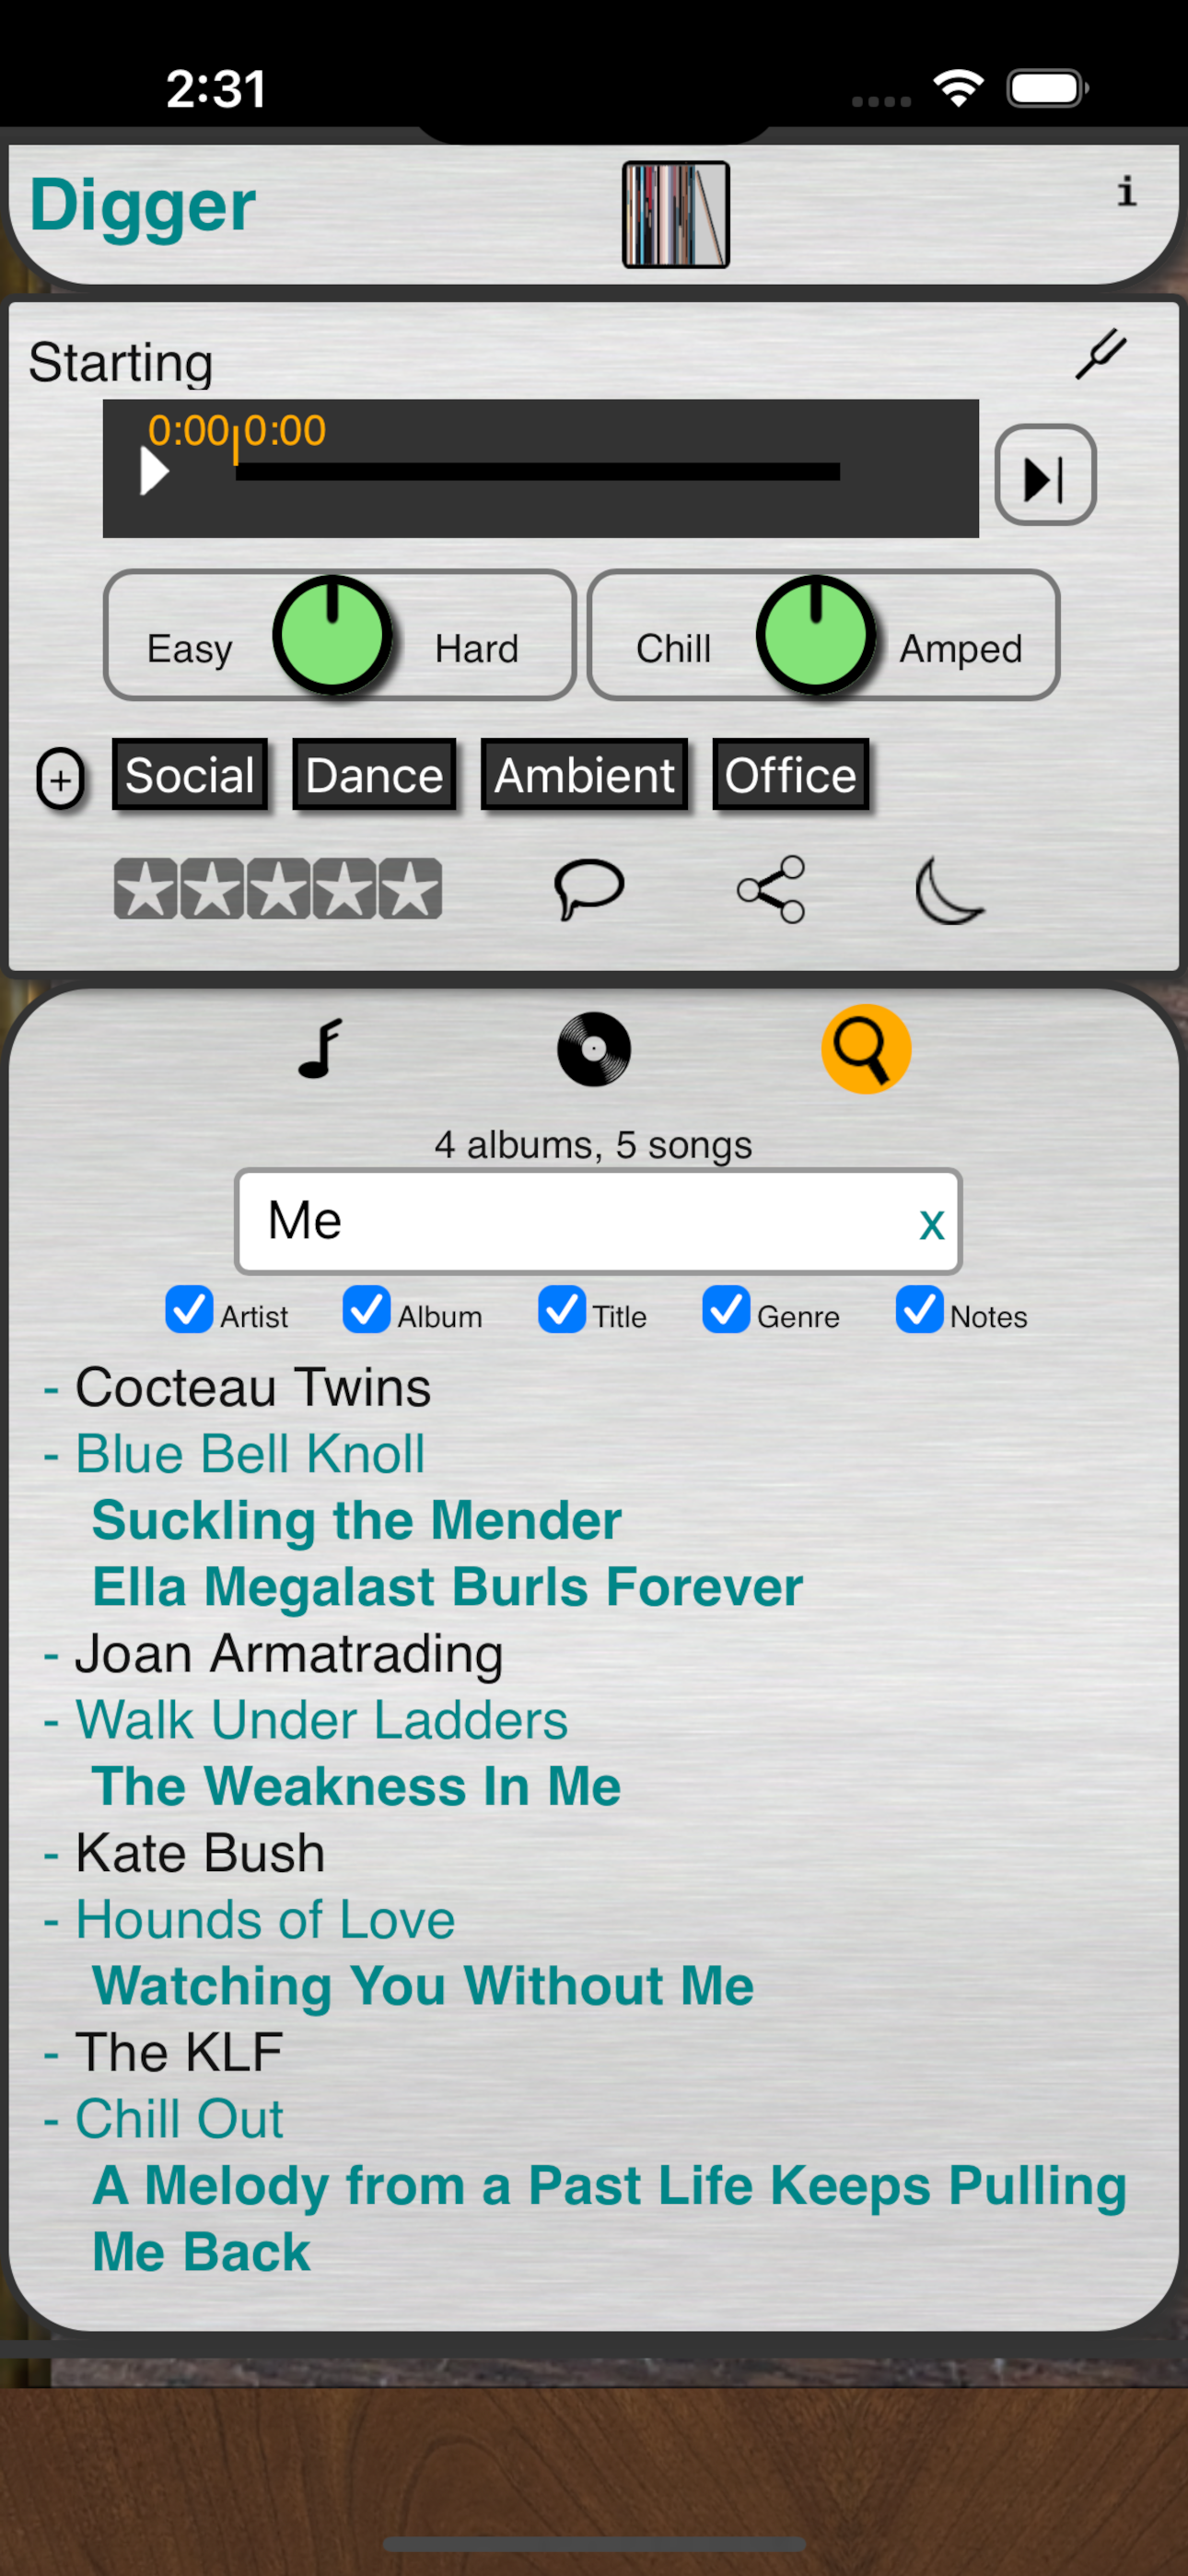 2:31
Digger
i
Starting
0:00 0:00
Easy Hard Chill Amped
+ Social Dance Ambient Office
4 albums, 5 songs
Me x
Artist Album Title Genre Notes
- Cocteau Twins
- Blue Bell Knoll
Suckling the Mender
Ella Megalast Burls Forever
- Joan Armatrading
- Walk Under Ladders
The Weakness In Me
- Kate Bush
- Hounds of Love
Watching You Without Me
- The KLF
- Chill Out
A Melody from a Past Life Keeps Pulling
Me Back